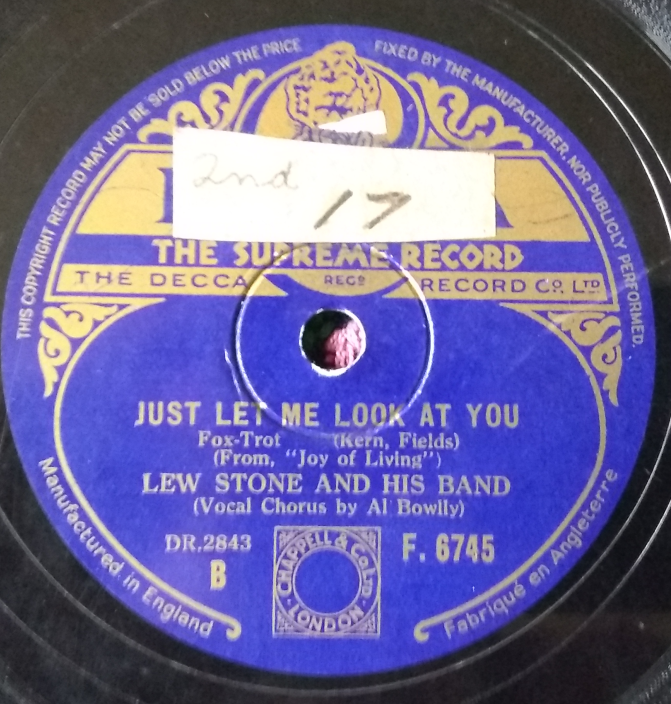 THIS COPYRIGHT RECORD MAY NOT BE SOLD BELOW THE PRICE FIXED BY THE MANUFACTURER, NOR PUBLICLY PERFORMED.
2nd 17
THE SUPREME RECORD
THE DECCA REGD RECORD Co. LTD
JUST LET ME LOOK AT YOU
Fox-Trot (Kern, Fields)
(From, "Joy of Living")
LEW STONE AND HIS BAND
(Vocal Chorus by Al Bowlly)
DR.2843
B
CHAPPELL & Co LTD
LONDON
F. 6745
Manufactured in England
Fabriqué en Angleterre